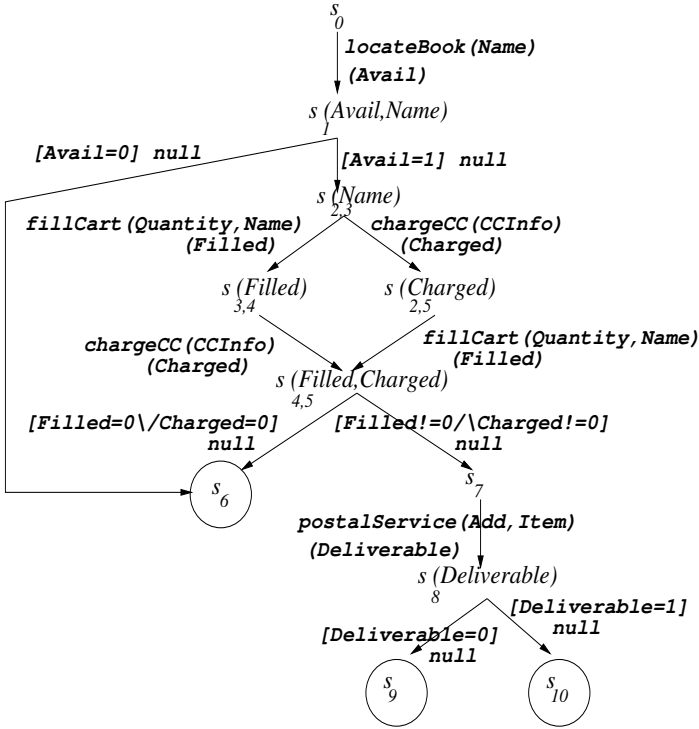 s0
locateBook(Name)
(Avail)
s1(Avail,Name)
[Avail=0] null
[Avail=1] null
s2,3(Name)
fillCart(Quantity,Name)
(Filled)
chargeCC(CCInfo)
(Charged)
s3,4(Filled)
s2,5(Charged)
chargeCC(CCInfo)
(Charged)
fillCart(Quantity,Name)
(Filled)
s4,5(Filled,Charged)
[Filled=0\/Charged=0]
null
[Filled!=0/\Charged!=0]
null
s6
s7
postalService(Add,Item)
(Deliverable)
s8(Deliverable)
[Deliverable=0]
null
[Deliverable=1]
null
s9
s10